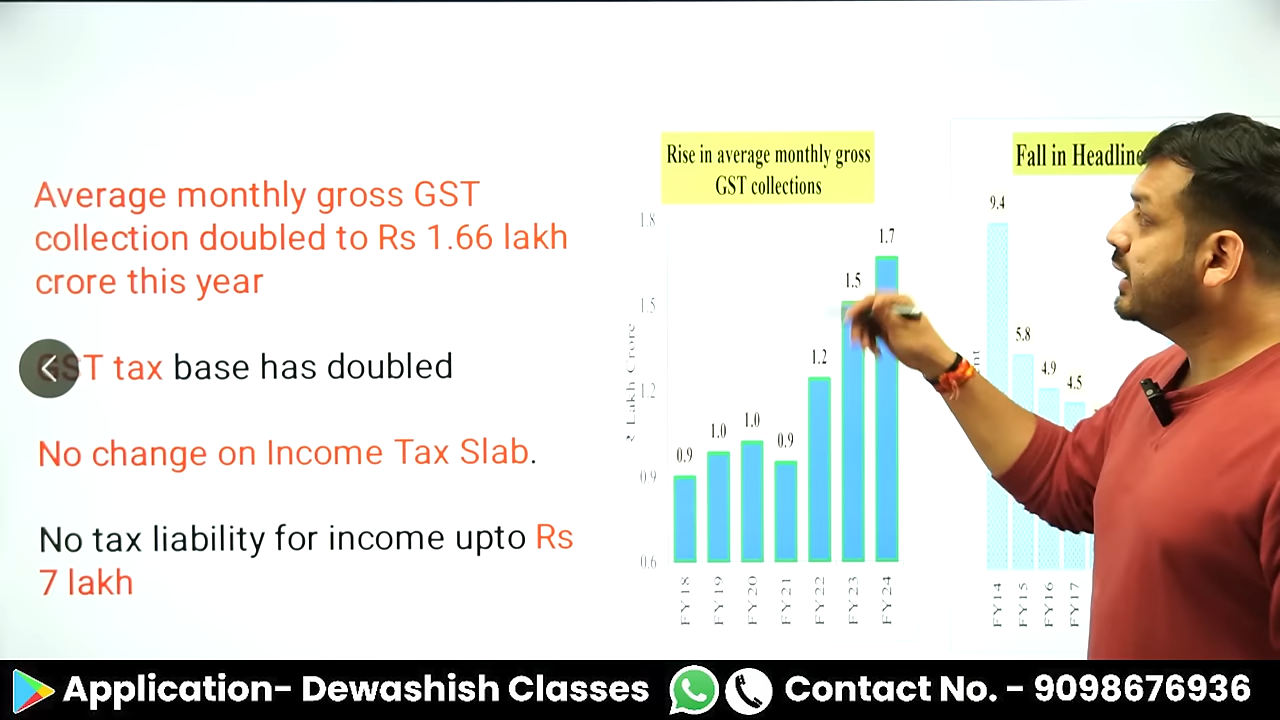 Average monthly gross GST
collection doubled to Rs 1.66 lakh
crore this year
GST tax base has doubled
No change on Income Tax Slab.
No tax liability for income upto Rs
7 lakh
Rise in average monthly gross
GST collections
₹ Lakh Crore
1.8
1.5
1.2
0.9
0.6
0.9
1.0
1.0
0.9
1.2
1.5
1.7
FY18
FY19
FY20
FY21
FY22
FY23
FY24
Fall in Headline
9.4
5.8
4.9
4.5
FY14
FY15
FY16
FY17
Application- Dewashish Classes
Contact No. - 9098676936